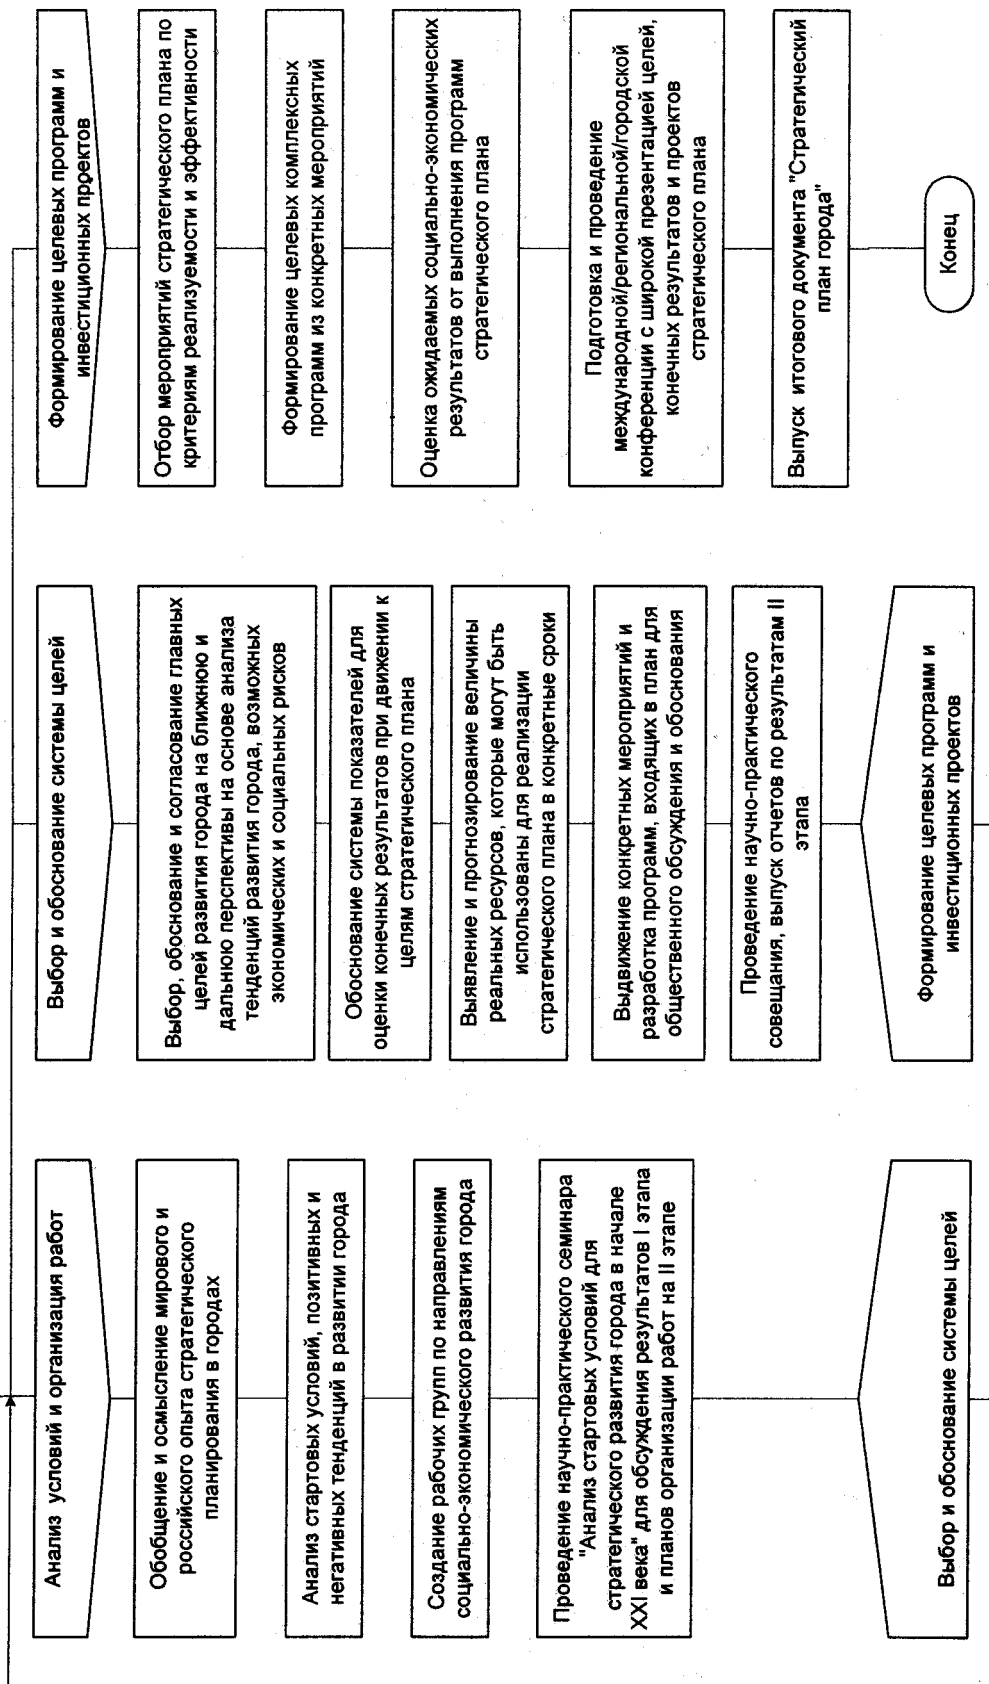 Анализ условий и организация работ
Обобщение и осмысление мирового и
российского опыта стратегического
планирования в городах
Анализ стартовых условий, позитивных и
негативных тенденций в развитии города
Создание рабочих групп по направлениям
социально-экономического развития города
Проведение научно-практического семинара
"Анализ стартовых условий для
стратегического развития города в начале
XXI века" для обсуждения результатов I этапа
и планов организации работ на II этапе
Выбор и обоснование системы целей
Выбор и обоснование системы целей
Выбор, обоснование и согласование главных
целей развития города на ближнюю и
дальнюю перспективы на основе анализа
тенденций развития города, возможных
экономических и социальных рисков
Обоснование системы показателей для
оценки конечных результатов при движении к
целям стратегического плана
Выявление и прогнозирование величины
реальных ресурсов, которые могут быть
использованы для реализации
стратегического плана в конкретные сроки
Выдвижение конкретных мероприятий и
разработка программ, входящих в план для
общественного обсуждения и обоснования
Проведение научно-практического
совещания, выпуск отчетов по результатам II
этапа
Формирование целевых программ и
инвестиционных проектов
Формирование целевых программ и
инвестиционных проектов
Отбор мероприятий стратегического плана по
критериям реализуемости и эффективности
Формирование целевых комплексных
программ из конкретных мероприятий
Оценка ожидаемых социально-экономических
результатов от выполнения программ
стратегического плана
Подготовка и проведение
международной/региональной/городской
конференции с широкой презентацией целей,
конечных результатов и проектов
стратегического плана
Выпуск итогового документа "Стратегический
план города"
Конец